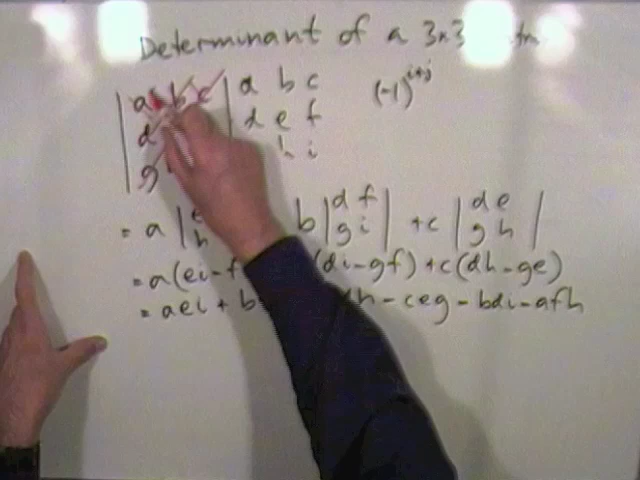 Determinant of a 3x3
| a b c | a b c (-1)^{i+j}
| d | d e f
| g h i
= a | e h b | d f g i | + c | d e g h |
= a(ei - f (di - gf) + c(dh - ge)
= aei + b h - ceg - bdi - afh